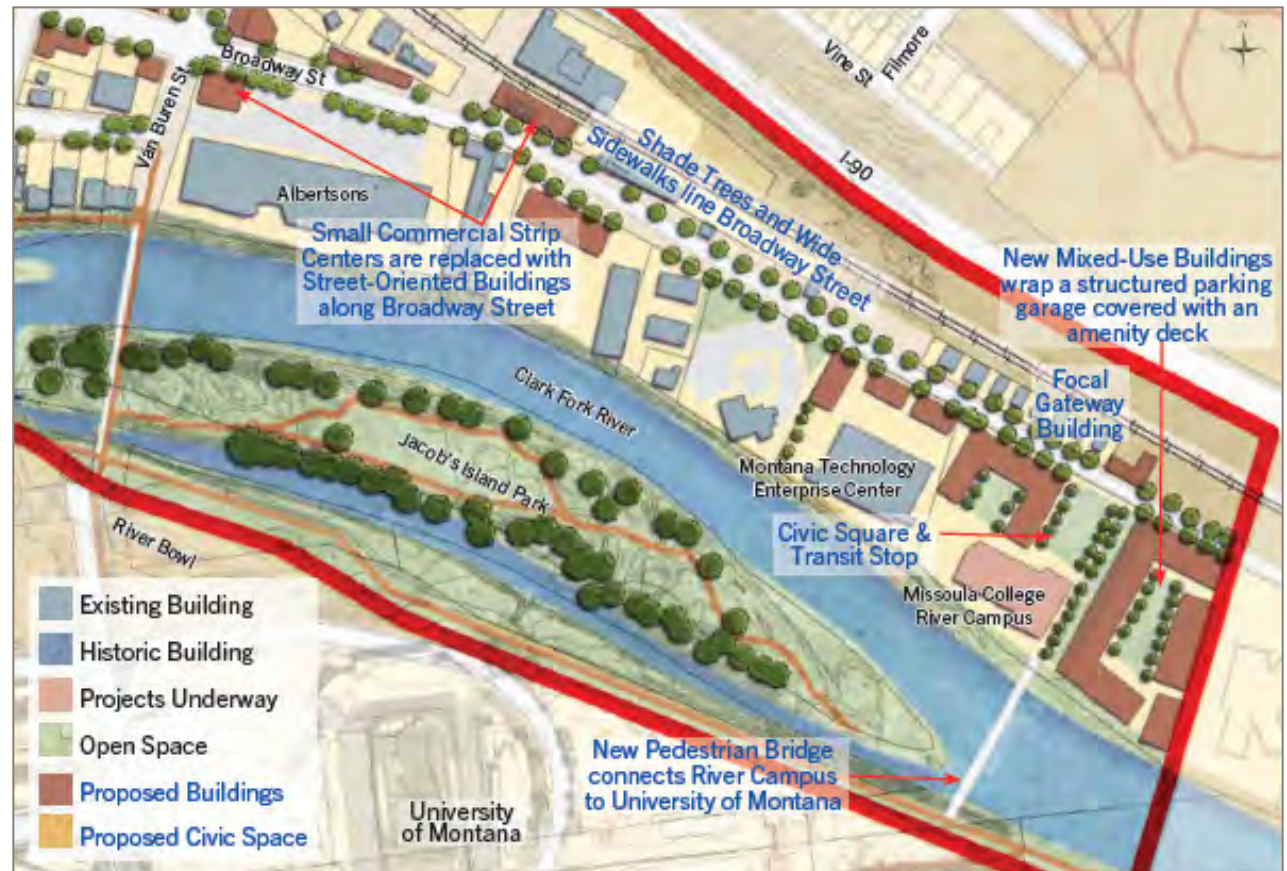 Broadway St
Van Buren St
Vine St
Filmore
I-90
N
Albertsons
Shade Trees and Wide
Sidewalks line Broadway Street
Small Commercial Strip
Centers are replaced with
Street-Oriented Buildings
along Broadway Street
New Mixed-Use Buildings
wrap a structured parking
garage covered with an
amenity deck
Focal
Gateway
Building
Clark Fork River
Jacob's Island Park
Montana Technology
Enterprise Center
Civic Square &
Transit Stop
Missoula College
River Campus
River Bowl
New Pedestrian Bridge
connects River Campus
to University of Montana
University
of Montana
Existing Building
Historic Building
Projects Underway
Open Space
Proposed Buildings
Proposed Civic Space